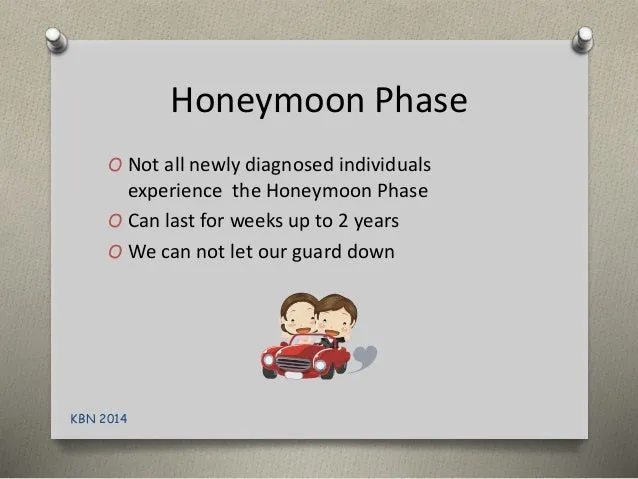 Honeymoon Phase
O Not all newly diagnosed individuals
experience the Honeymoon Phase
O Can last for weeks up to 2 years
O We can not let our guard down
KBN 2014